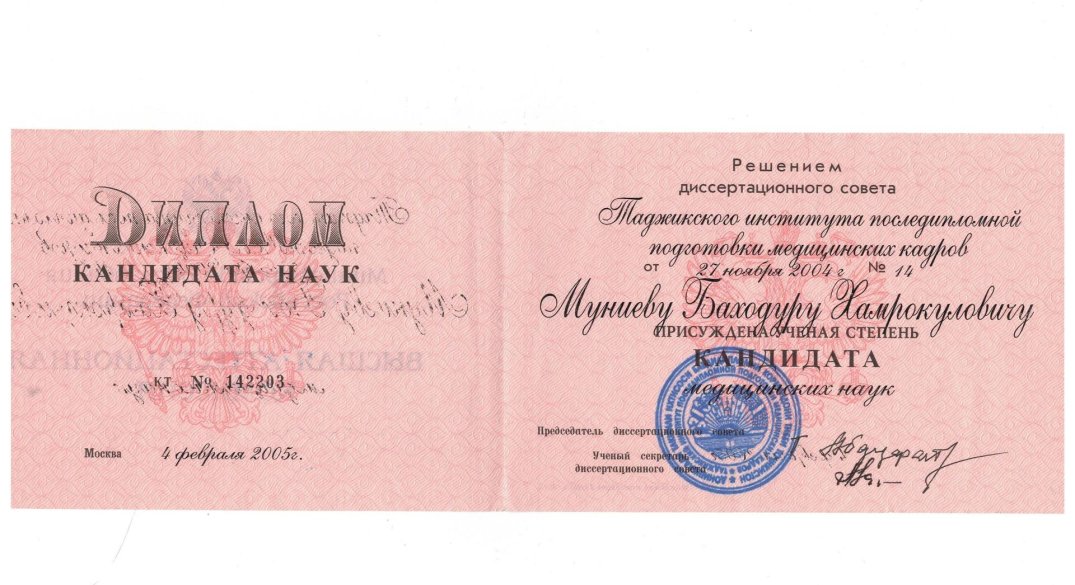 Диплом
КАНДИДАТА НАУК
КТ № 142203
Москва 4 февраля 2005г.
Решением
диссертационного совета
Таджикского института последипломной
подготовки медицинских кадров
от 27 ноября 2004 г № 14
Муниеву Баходуру Хамрокуловичу
ПРИСУЖДЕНА УЧЕНАЯ СТЕПЕНЬ
КАНДИДАТА
медицинских наук
Председатель диссертационного совета
Ученый секретарь
диссертационного совета